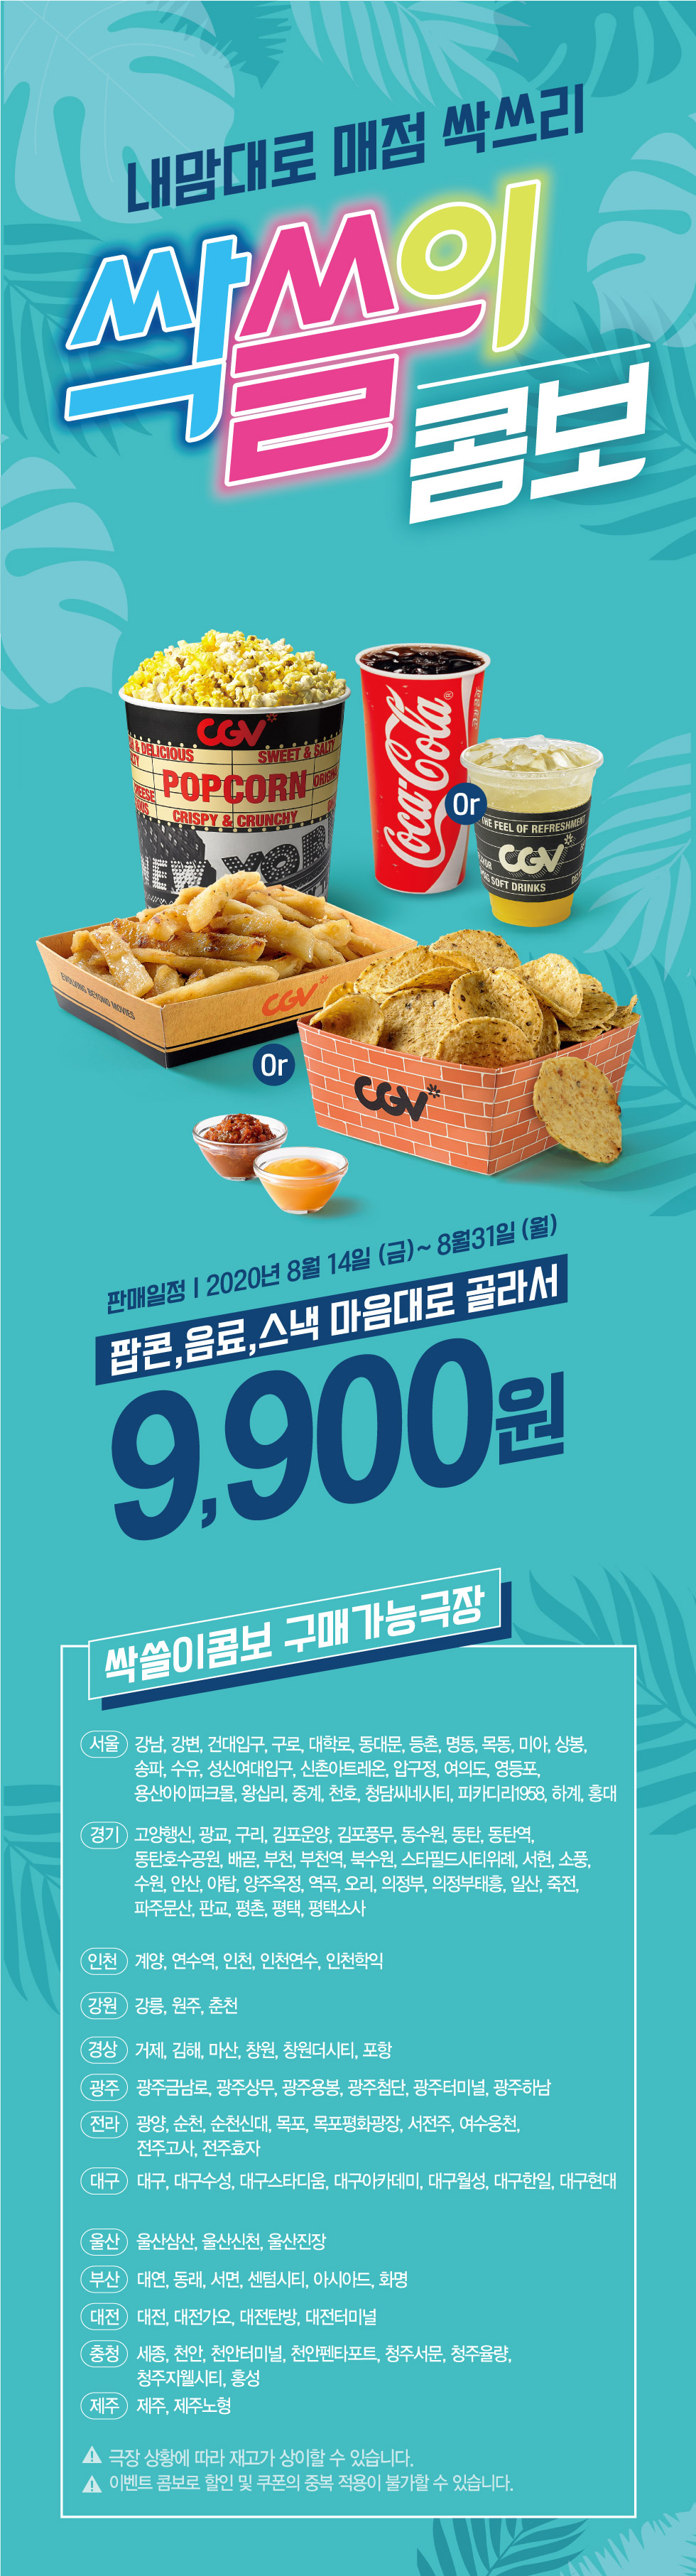 내맘대로 매점 싹쓰리
싹쓸이
콤보
CGV
& DELICIOUS
SWEET & SALTY
POPCORN
CRISPY & CRUNCHY
NEW YOR
Coca-Cola
Or
THE FEEL OF REFRESHMENT
CGV
SOFT DRINKS
EVOLVING BEYOND MOVIES
CGV
Or
CGV
판매일정 | 2020년 8월 14일 (금)~ 8월31일 (월)
팝콘,음료,스낵 마음대로 골라서
9,900원
싹쓸이콤보 구매가능극장
서울 강남, 강변, 건대입구, 구로, 대학로, 동대문, 등촌, 명동, 목동, 미아, 상봉,
송파, 수유, 성신여대입구, 신촌아트레온, 압구정, 여의도, 영등포,
용산아이파크몰, 왕십리, 중계, 천호, 청담씨네시티, 피카디리1958, 하계, 홍대
경기 고양행신, 광교, 구리, 김포운양, 김포풍무, 동수원, 동탄, 동탄역,
동탄호수공원, 배곧, 부천, 부천역, 북수원, 스타필드시티위례, 서현, 소풍,
수원, 안산, 야탑, 양주옥정, 역곡, 오리, 의정부, 의정부태흥, 일산, 죽전,
파주문산, 판교, 평촌, 평택, 평택소사
인천 계양, 연수역, 인천, 인천연수, 인천학익
강원 강릉, 원주, 춘천
경상 거제, 김해, 마산, 창원, 창원더시티, 포항
광주 광주금남로, 광주상무, 광주용봉, 광주첨단, 광주터미널, 광주하남
전라 광양, 순천, 순천신대, 목포, 목포평화광장, 서전주, 여수웅천,
전주고사, 전주효자
대구 대구, 대구수성, 대구스타디움, 대구아카데미, 대구월성, 대구한일, 대구현대
울산 울산삼산, 울산신천, 울산진장
부산 대연, 동래, 서면, 센텀시티, 아시아드, 화명
대전 대전, 대전가오, 대전탄방, 대전터미널
충청 세종, 천안, 천안터미널, 천안펜타포트, 청주서문, 청주율량,
청주지웰시티, 홍성
제주 제주, 제주노형
극장 상황에 따라 재고가 상이할 수 있습니다.
이벤트 콤보로 할인 및 쿠폰의 중복 적용이 불가할 수 있습니다.